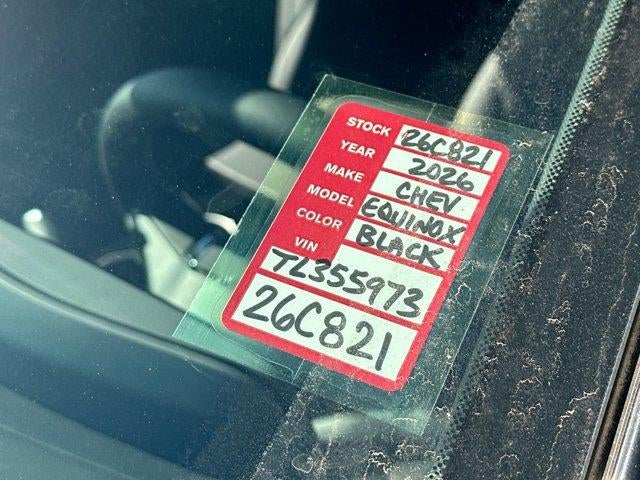 STOCK 26C821
YEAR 2026
MAKE CHEV.
MODEL EQUINOX
COLOR BLACK
VIN
TL355973
26C821